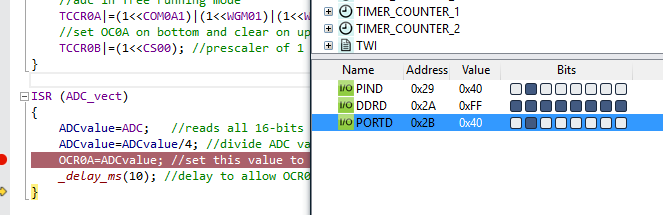 //adc in free running mode
TCCR0A|=(1<<COM0A1)|(1<<WGM01)|(1<<
//set OC0A on bottom and clear on up
TCCR0B|=(1<<CS00); //prescaler of 1
}
ISR (ADC_vect)
{
ADCvalue=ADC; //reads all 16-bits
ADCvalue=ADCvalue/4; //divide ADC va
OCR0A=ADCvalue; //set this value to
_delay_ms(10); //delay to allow OCR0
}
TIMER_COUNTER_1
TIMER_COUNTER_2
TWI
Name Address Value Bits
I/O PIND 0x29 0x40
I/O DDRD 0x2A 0xFF
I/O PORTD 0x2B 0x40